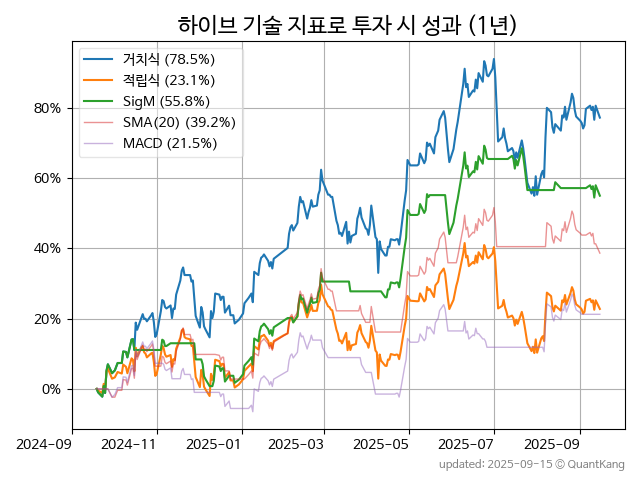 하이브 기술 지표로 투자 시 성과 (1년)
거치식 (78.5%)
적립식 (23.1%)
SigM (55.8%)
SMA(20) (39.2%)
MACD (21.5%)
80%
60%
40%
20%
0%
2024-09 2024-11 2025-01 2025-03 2025-05 2025-07 2025-09
updated: 2025-09-15 © QuantKang